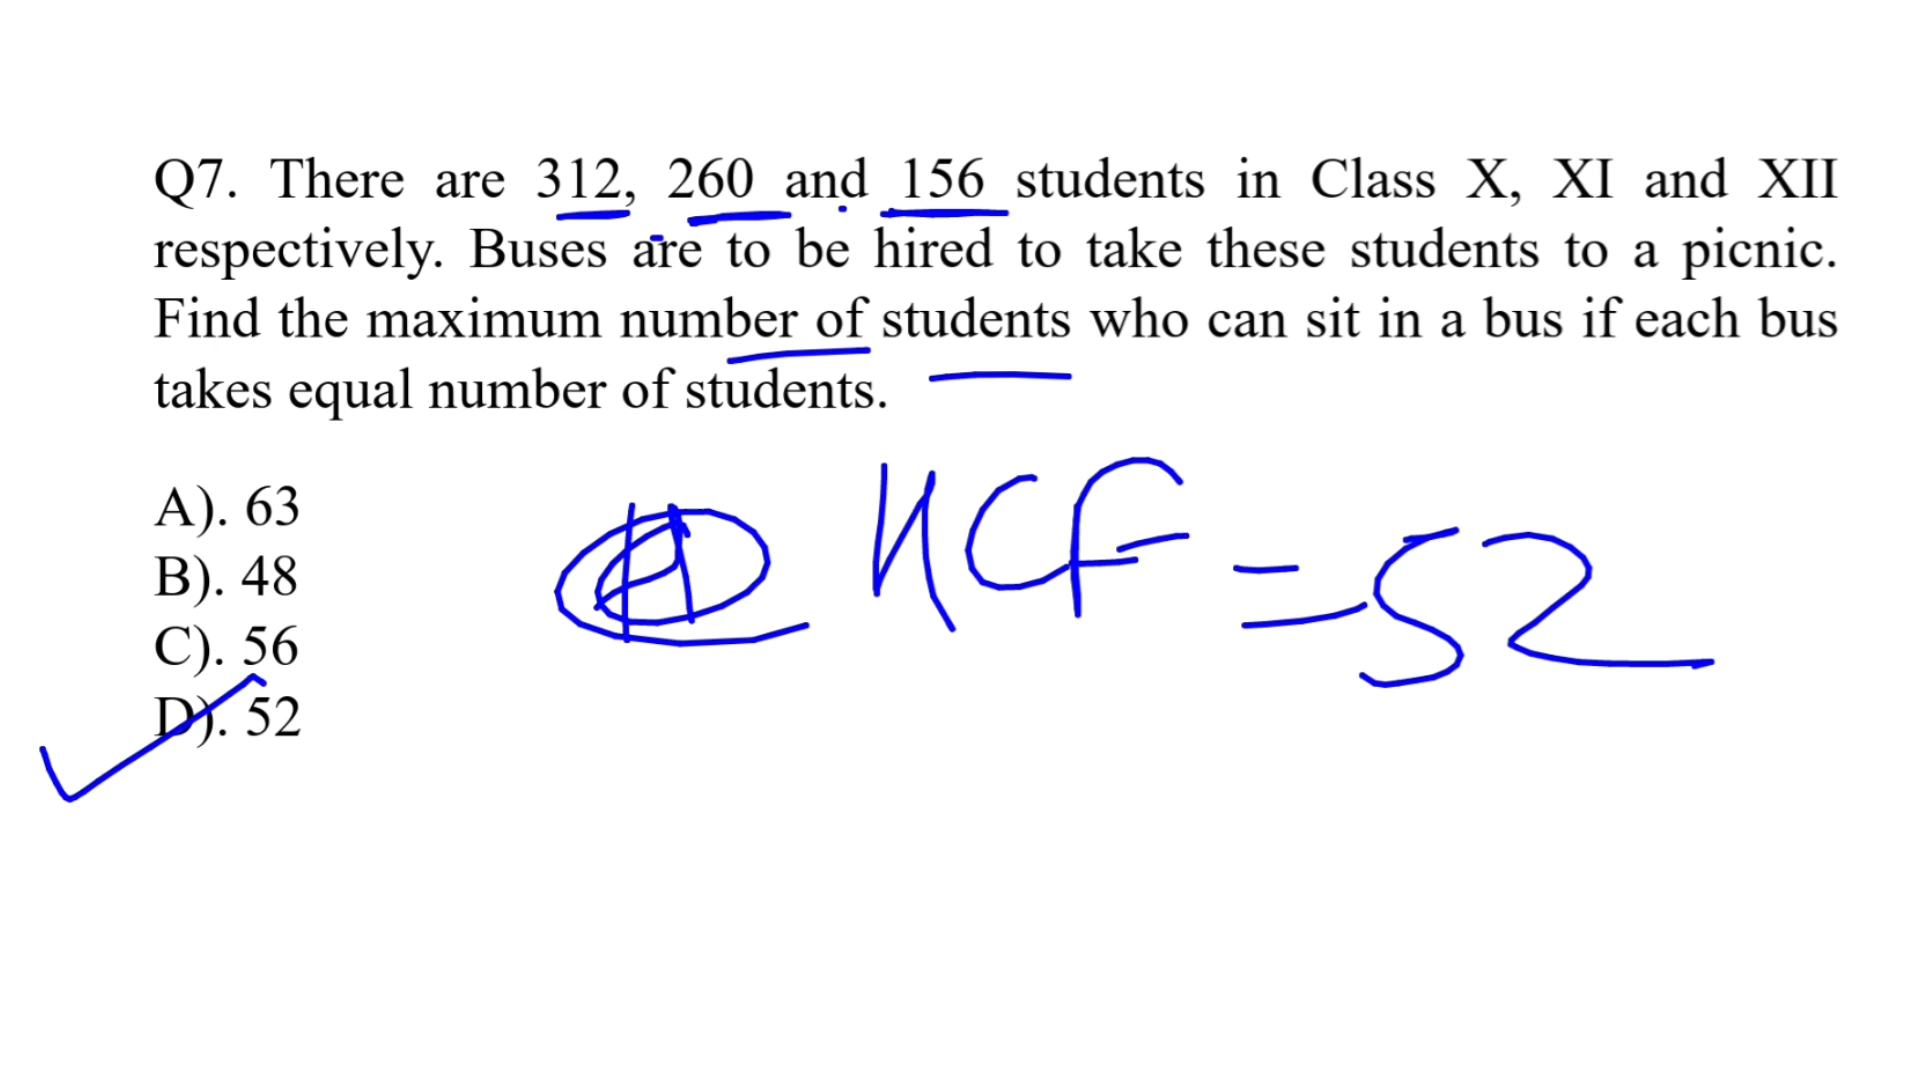 Q7. There are 312, 260 and 156 students in Class X, XI and XII
respectively. Buses are to be hired to take these students to a picnic.
Find the maximum number of students who can sit in a bus if each bus
takes equal number of students.
HCF = 52
A). 63
B). 48
C). 56
D). 52